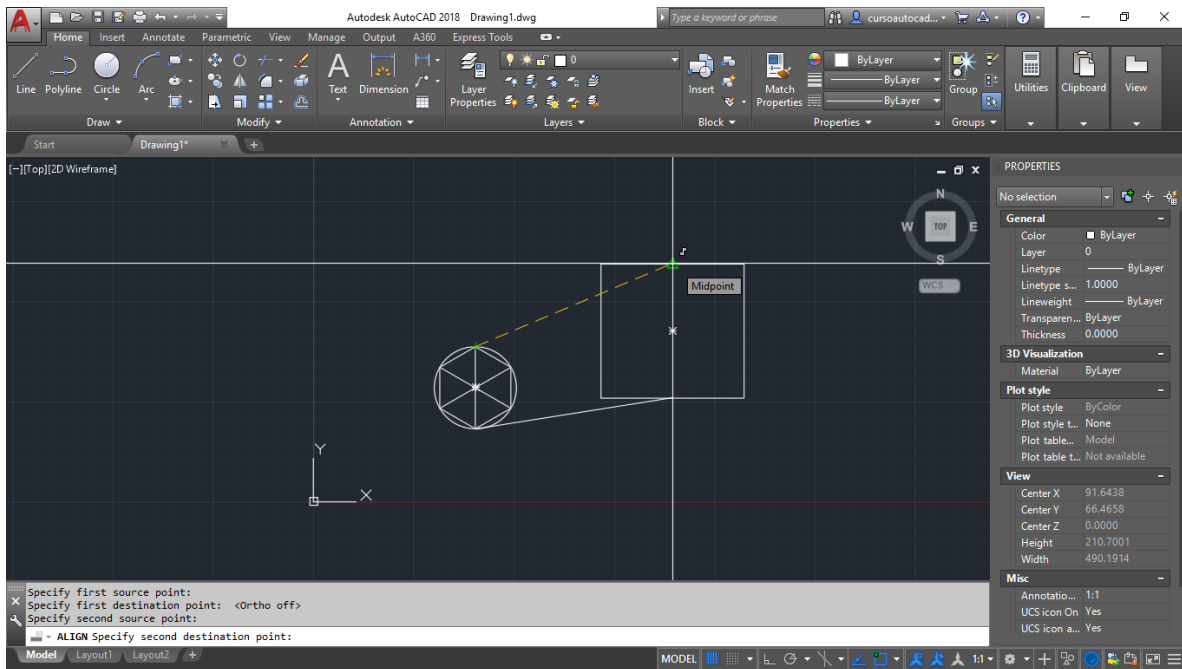 A Autodesk AutoCAD 2018 Drawing1.dwg Type a keyword or phrase cursoautocad... ?
Home Insert Annotate Parametric View Manage Output A360 Express Tools
Line Polyline Circle Arc
Draw
Modify
A Text Dimension
Annotation
Layer Properties
0
Layers
Insert
Block
Match Properties
ByLayer
ByLayer
ByLayer
Properties
Group
Groups
Utilities Clipboard View
Start Drawing1* +
[−][Top][2D Wireframe]
N
W TOP E
S
WCS
Midpoint
Y
X
PROPERTIES
No selection
General
Color ByLayer
Layer 0
Linetype ByLayer
Linetype s... 1.0000
Lineweight ByLayer
Transparen... ByLayer
Thickness 0.0000
3D Visualization
Material ByLayer
Plot style
Plot style ByColor
Plot style t... None
Plot table... Model
Plot table t... Not available
View
Center X 91.6438
Center Y 66.4658
Center Z 0.0000
Height 210.7001
Width 490.1914
Misc
Annotatio... 1:1
UCS icon On Yes
UCS icon a... Yes
Specify first source point:
Specify first destination point: <Ortho off>
Specify second source point:
ALIGN Specify second destination point:
Model Layout1 Layout2 + MODEL 1:1